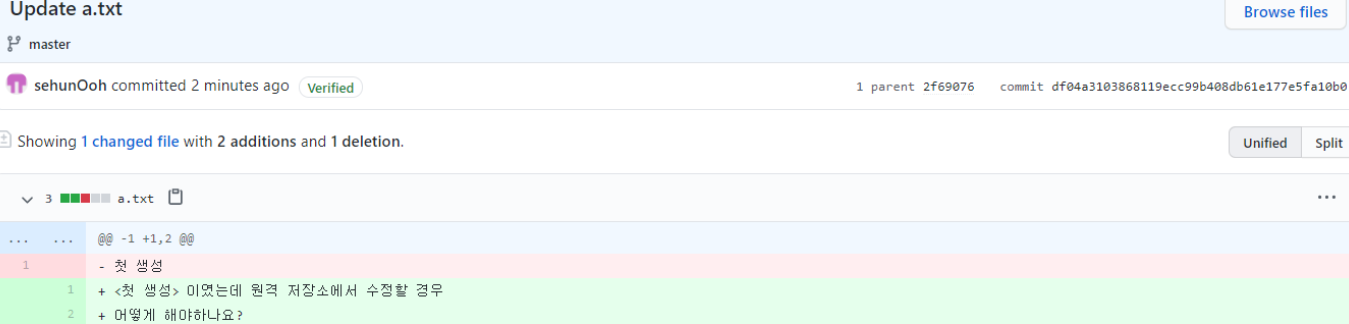 Update a.txt
Browse files
master
sehunOoh committed 2 minutes ago Verified
1 parent 2f69076 commit df04a3103868119ecc99b408db61e177e5fa10b0
Showing 1 changed file with 2 additions and 1 deletion.
Unified Split
3 a.txt ...
... ... @@ -1 +1,2 @@
1 - 첫 생성
1 + <첫 생성> 이였는데 원격 저장소에서 수정할 경우
2 + 어떻게 해야하나요?